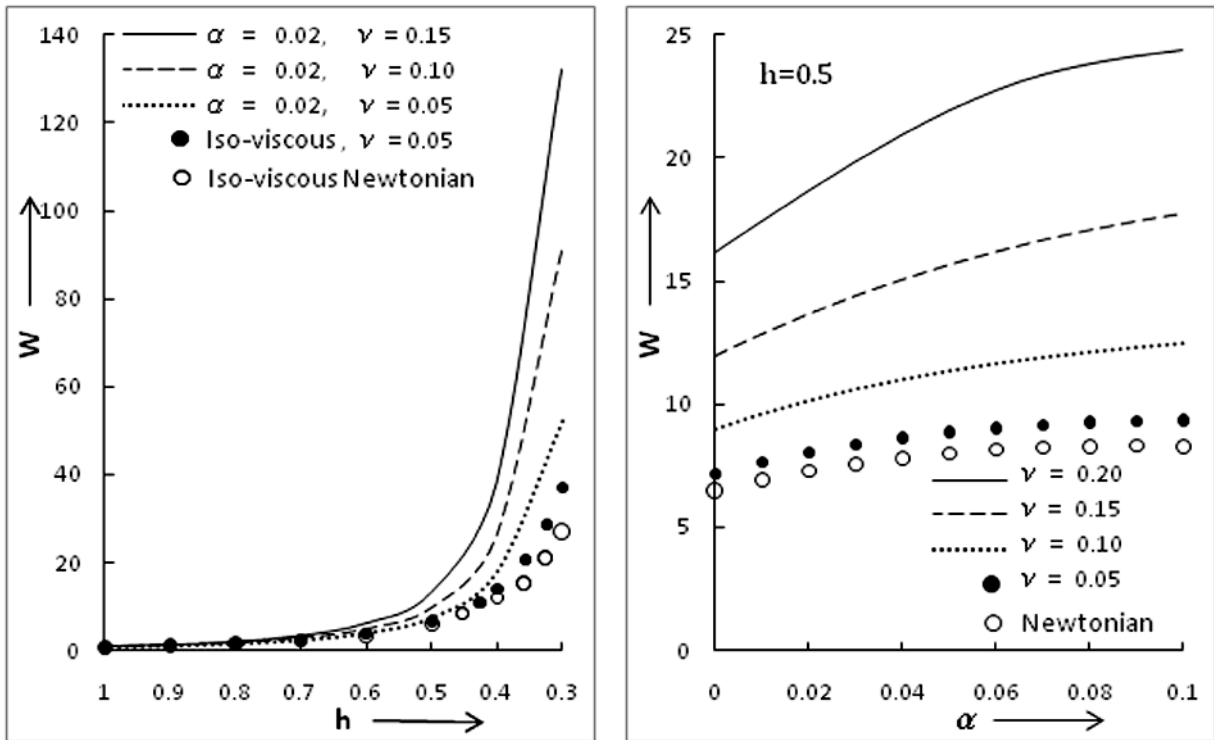 140
120
100
80
60
40
20
0
W
α = 0.02, ν = 0.15
α = 0.02, ν = 0.10
α = 0.02, ν = 0.05
Iso-viscous, ν = 0.05
Iso-viscous Newtonian
1 0.9 0.8 0.7 0.6 0.5 0.4 0.3
h
25
20
15
10
5
0
W
h=0.5
ν = 0.20
ν = 0.15
ν = 0.10
ν = 0.05
Newtonian
0 0.02 0.04 0.06 0.08 0.1
α